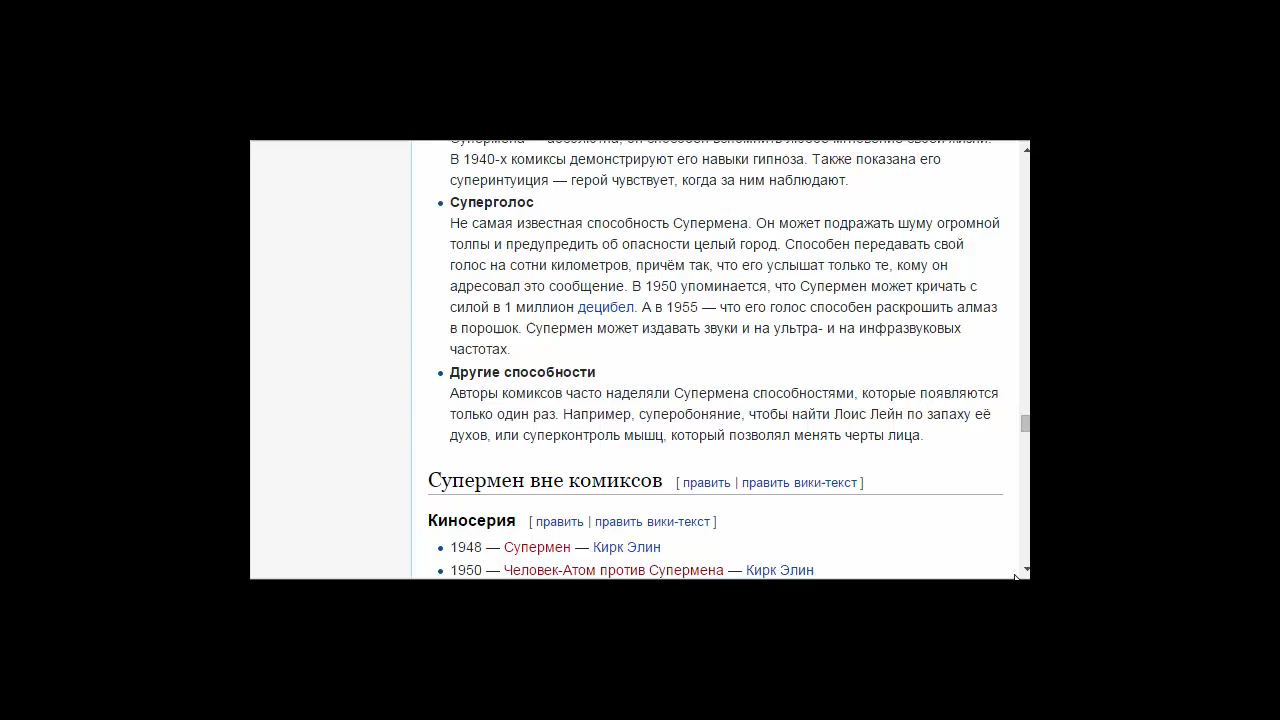 В 1940-х комиксы демонстрируют его навыки гипноза. Также показана его
суперинтуиция — герой чувствует, когда за ним наблюдают.
Суперголос
Не самая известная способность Супермена. Он может подражать шуму огромной
толпы и предупредить об опасности целый город. Способен передавать свой
голос на сотни километров, причём так, что его услышат только те, кому он
адресовал это сообщение. В 1950 упоминается, что Супермен может кричать с
силой в 1 миллион децибел. А в 1955 — что его голос способен раскрошить алмаз
в порошок. Супермен может издавать звуки и на ультра- и на инфразвуковых
частотах.
Другие способности
Авторы комиксов часто наделяли Супермена способностями, которые появляются
только один раз. Например, суперобоняние, чтобы найти Лоис Лейн по запаху её
духов, или суперконтроль мышц, который позволял менять черты лица.
Супермен вне комиксов [ править | править вики-текст ]
Киносерия [ править | править вики-текст ]
1948 — Супермен — Кирк Элин
1950 — Человек-Атом против Супермена — Кирк Элин